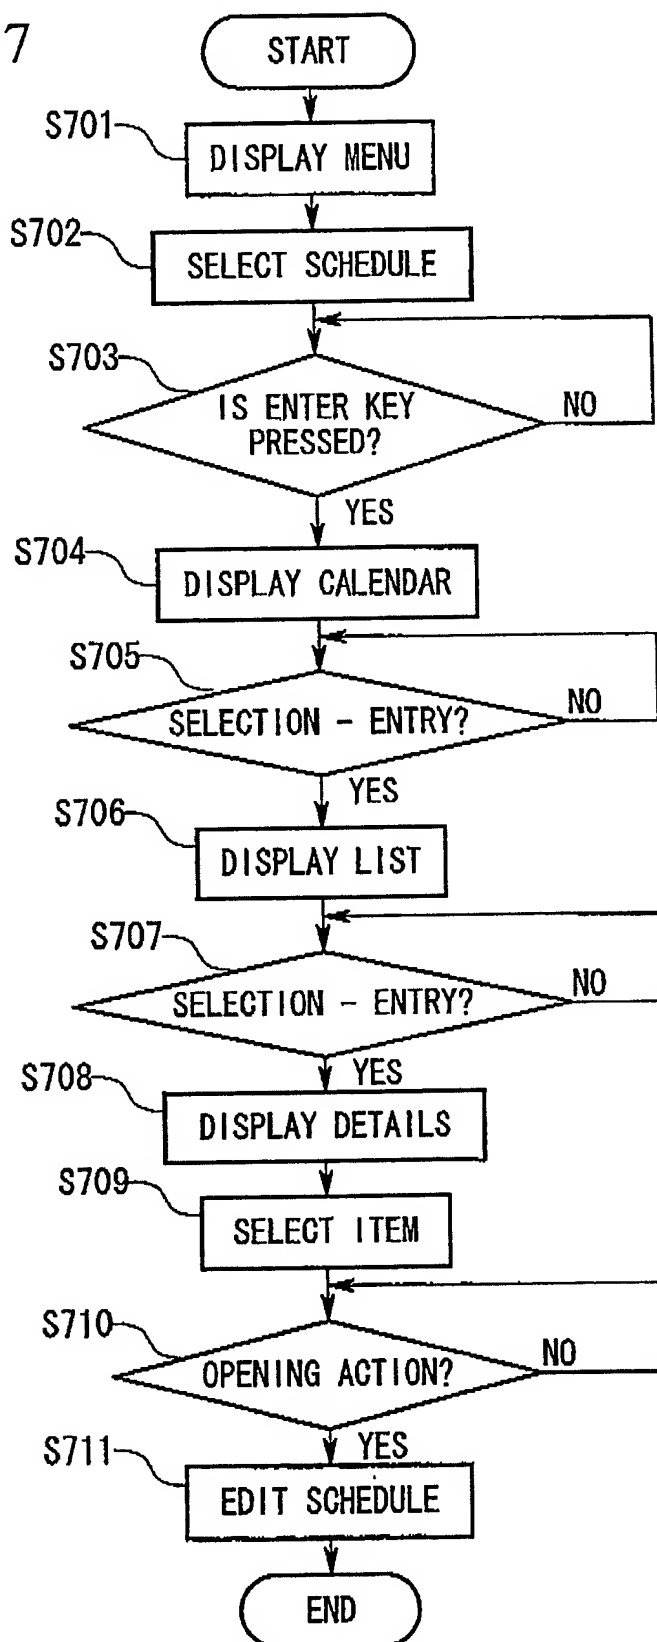 7
START
S701
DISPLAY MENU
S702
SELECT SCHEDULE
S703
IS ENTER KEY
PRESSED?
NO
YES
S704
DISPLAY CALENDAR
S705
SELECTION - ENTRY?
NO
YES
S706
DISPLAY LIST
S707
SELECTION - ENTRY?
NO
YES
S708
DISPLAY DETAILS
S709
SELECT ITEM
S710
OPENING ACTION?
NO
YES
S711
EDIT SCHEDULE
END